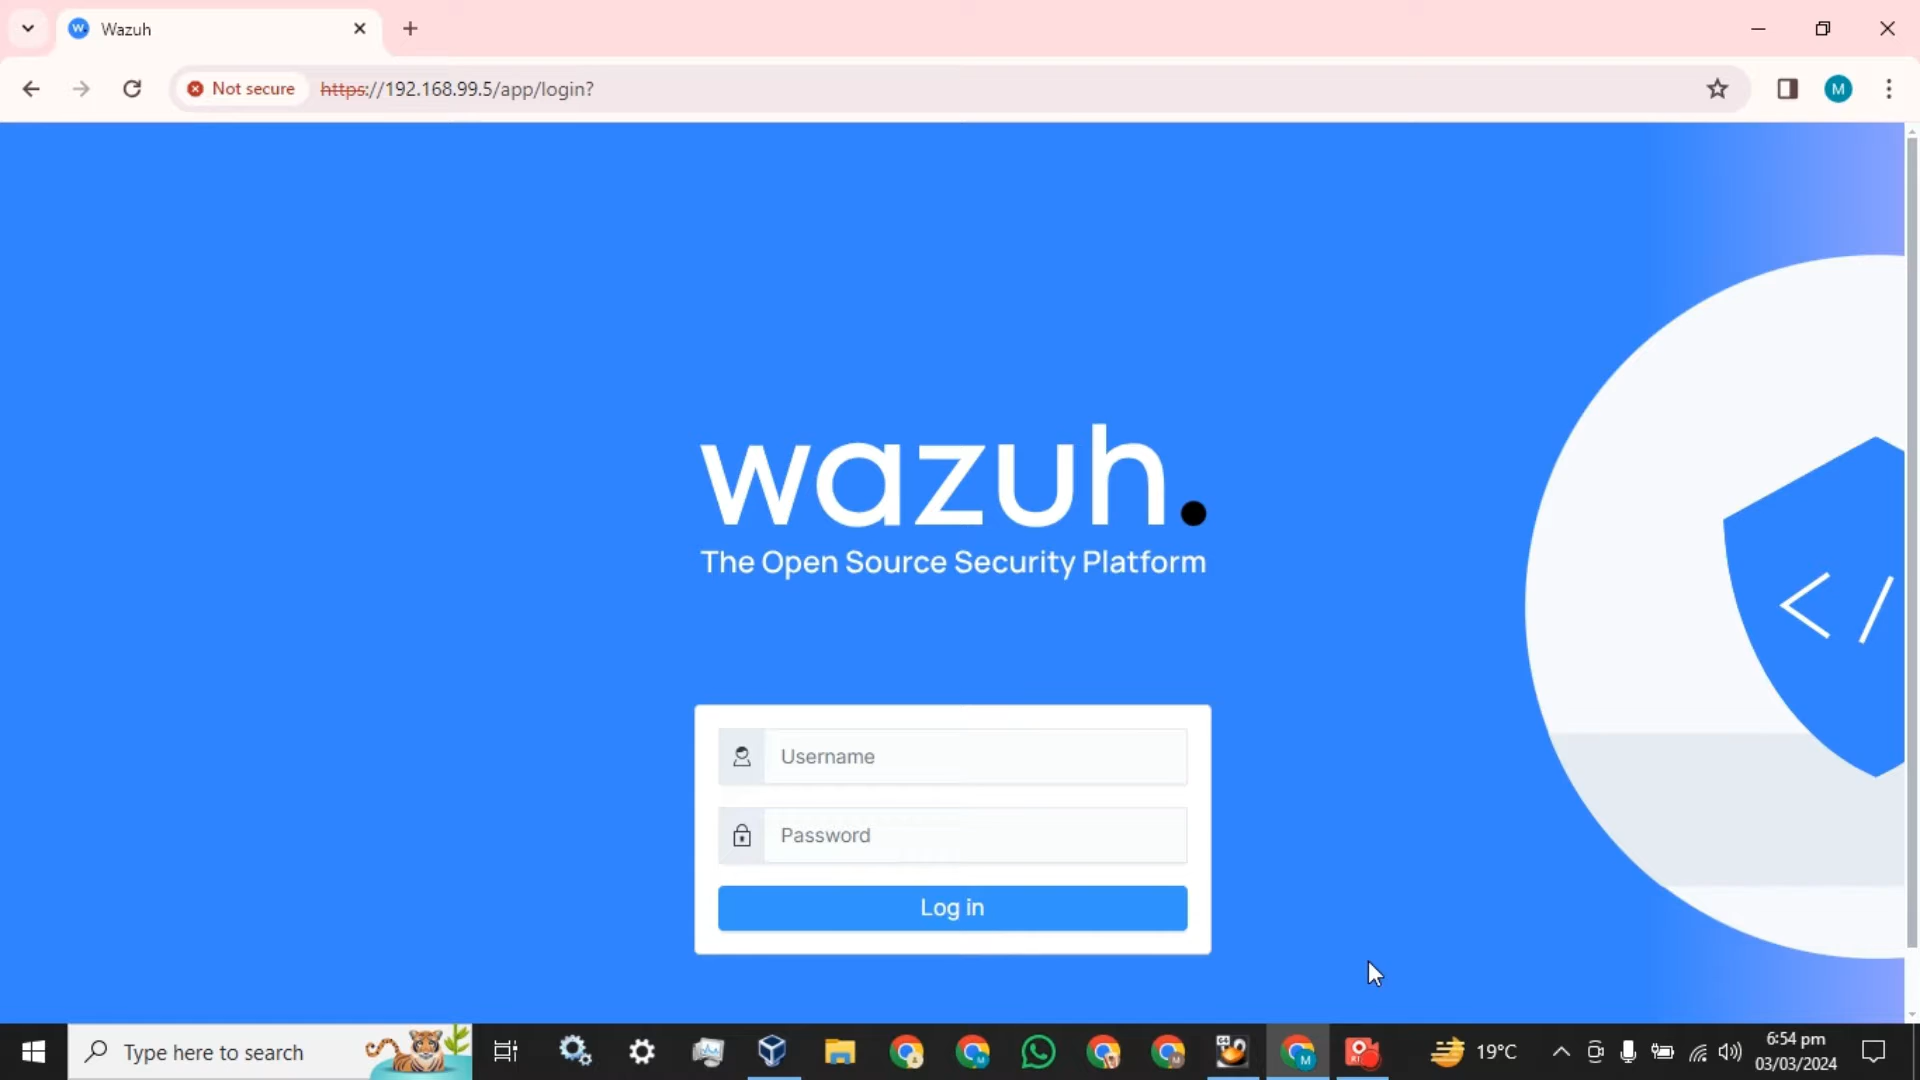 Wazuh
Not secure
https://192.168.99.5/app/login?
M
wazuh.
The Open Source Security Platform
</
Username
Password
Log in
Type here to search
19°C
6:54 pm
03/03/2024